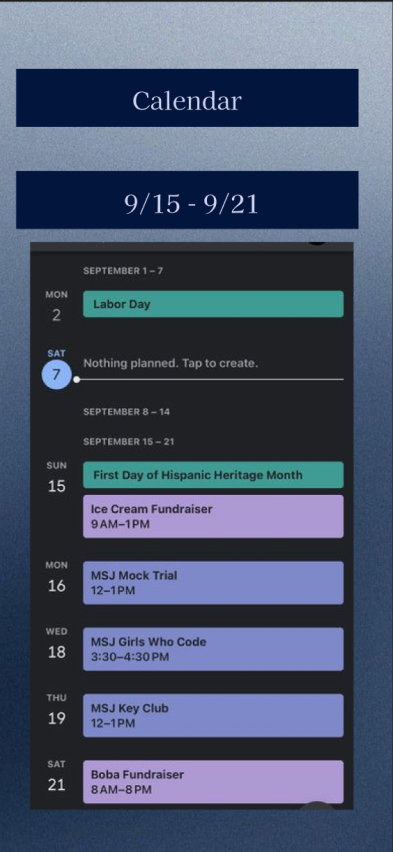 Calendar
9/15 - 9/21
SEPTEMBER 1 – 7
MON
2
Labor Day
SAT
7
Nothing planned. Tap to create.
SEPTEMBER 8 – 14
SEPTEMBER 15 – 21
SUN
15
First Day of Hispanic Heritage Month
Ice Cream Fundraiser
9 AM–1 PM
MON
16
MSJ Mock Trial
12–1 PM
WED
18
MSJ Girls Who Code
3:30–4:30 PM
THU
19
MSJ Key Club
12–1 PM
SAT
21
Boba Fundraiser
8 AM–8 PM